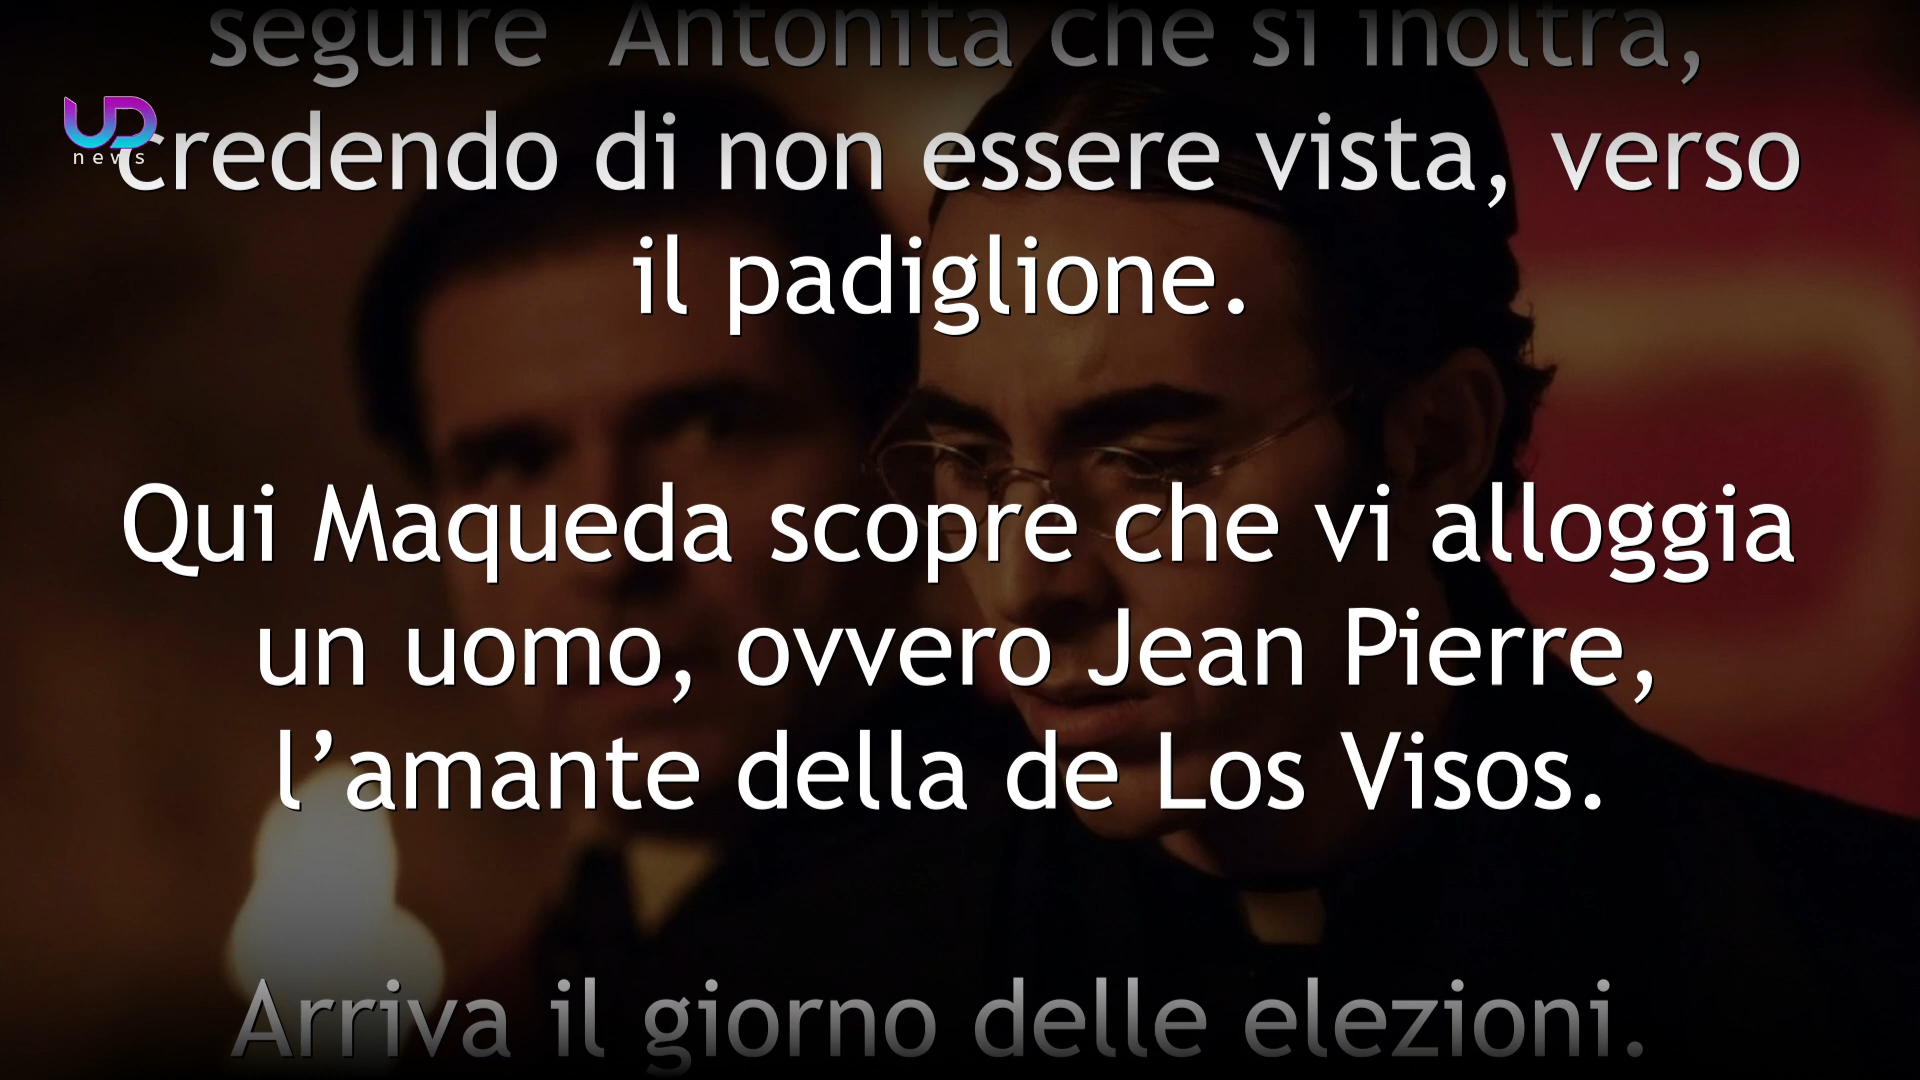 seguire Antonita che si inoltra,
UD
news
credendo di non essere vista, verso
il padiglione.
Qui Maqueda scopre che vi alloggia
un uomo, ovvero Jean Pierre,
l’amante della de Los Visos.
Arriva il giorno delle elezioni.